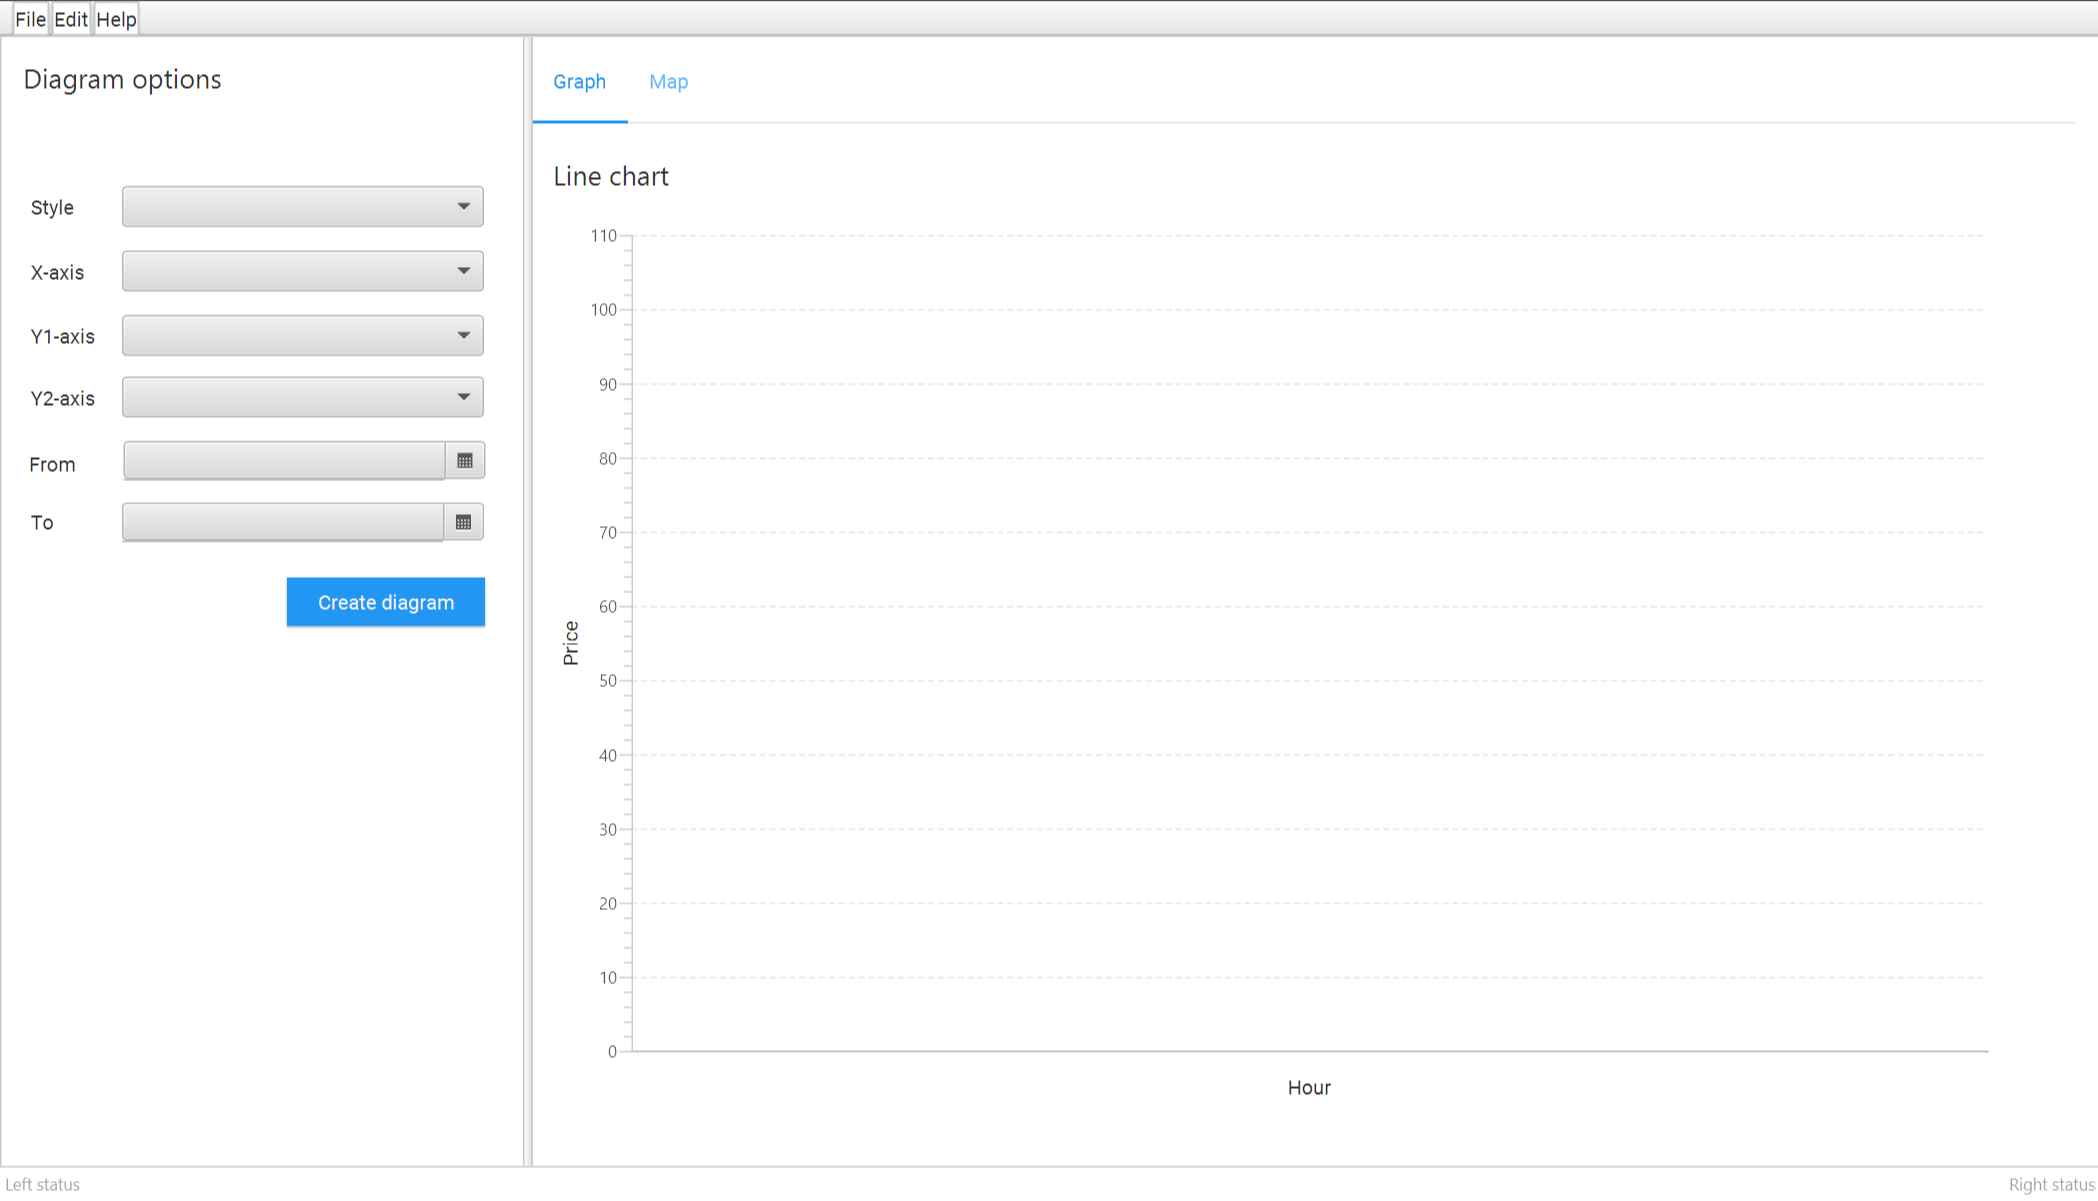 File Edit Help
Diagram options
Style
X-axis
Y1-axis
Y2-axis
From
To
Create diagram
Graph Map
Line chart
110
100
90
80
70
60
50
40
30
20
10
0
Price
Hour
Left status
Right status